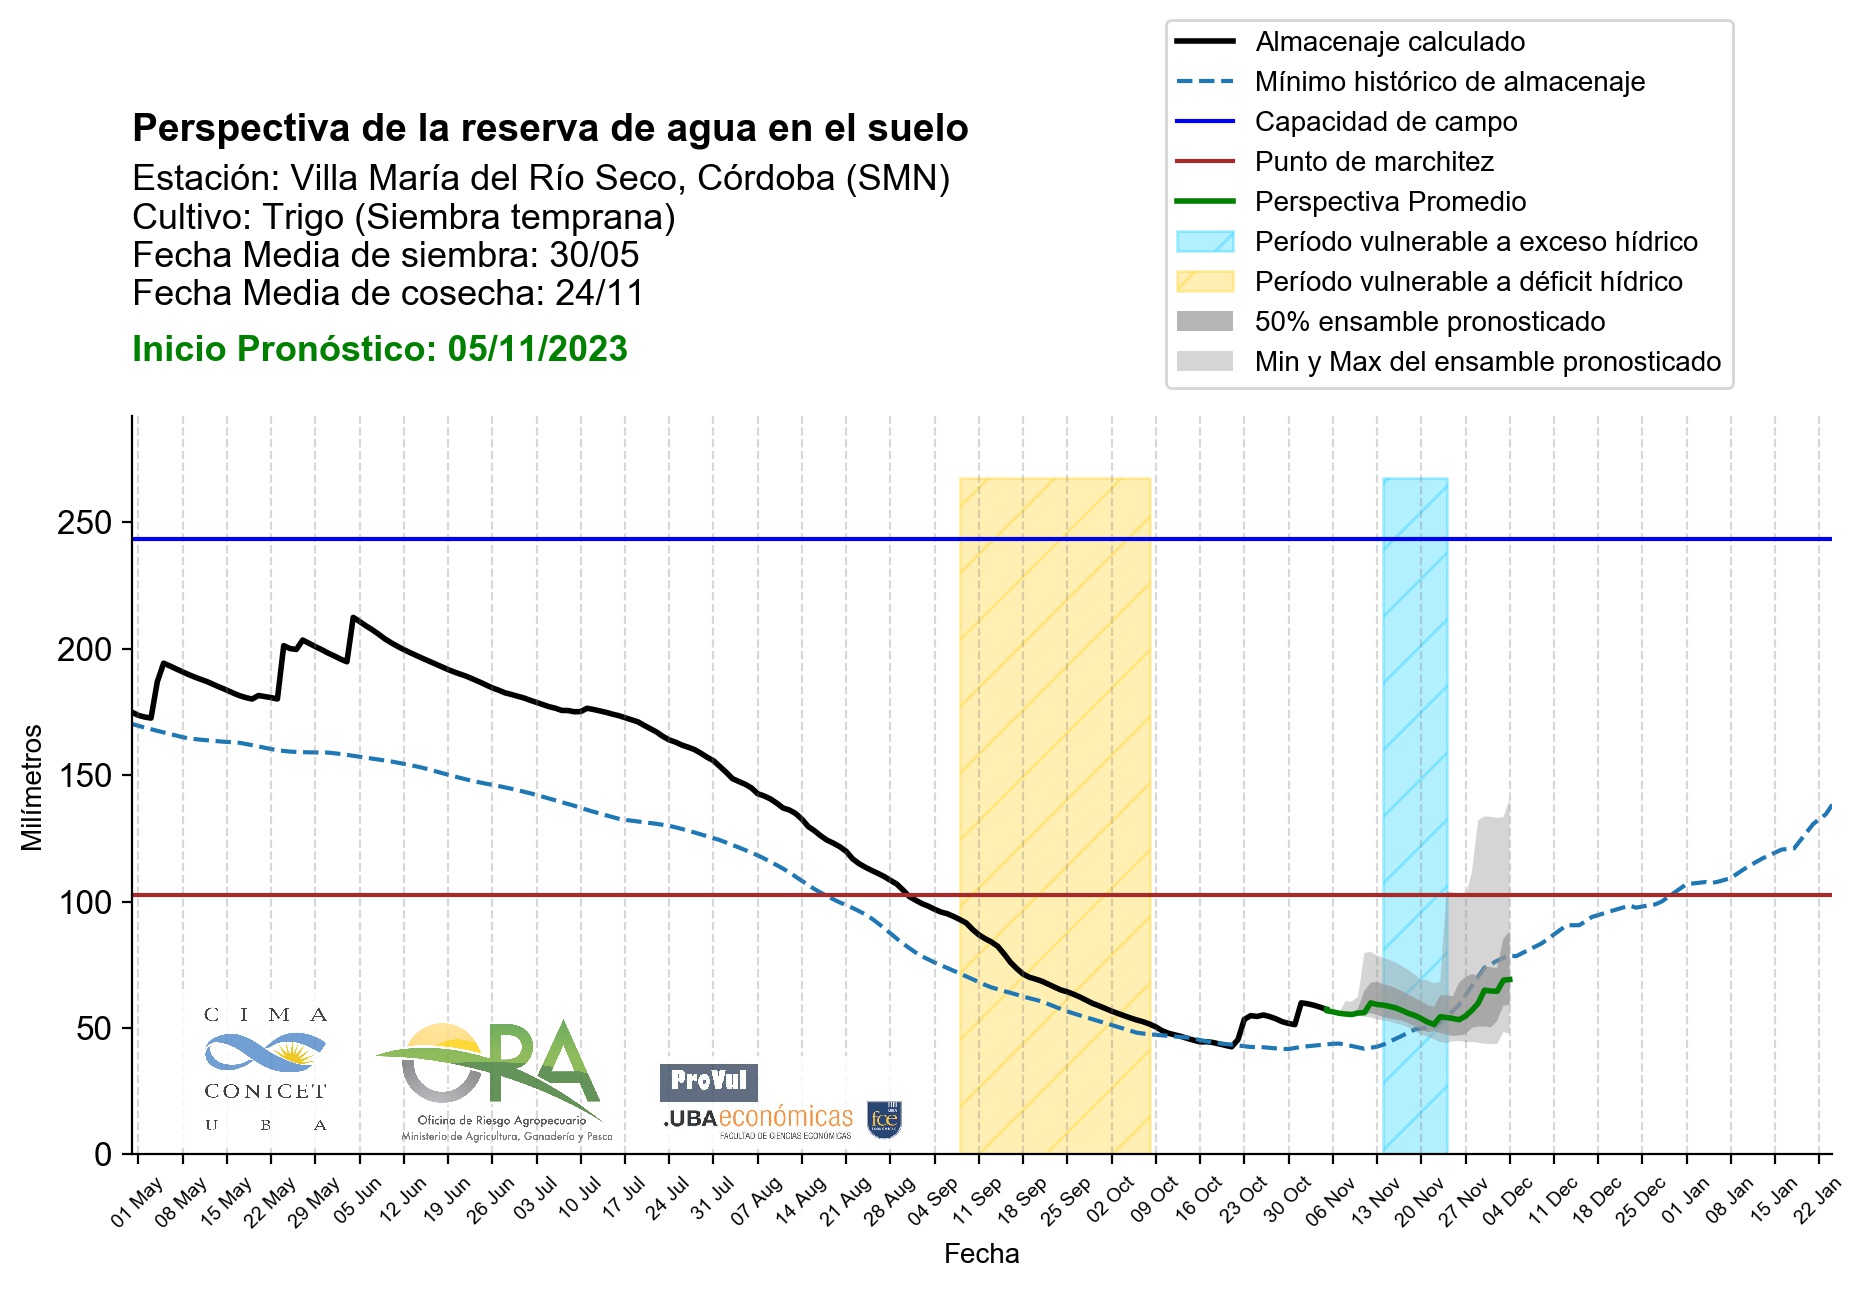 Almacenaje calculado
Mínimo histórico de almacenaje
Capacidad de campo
Punto de marchitez
Perspectiva Promedio
Período vulnerable a exceso hídrico
Período vulnerable a déficit hídrico
50% ensamble pronosticado
Min y Max del ensamble pronosticado
Perspectiva de la reserva de agua en el suelo
Estación: Villa María del Río Seco, Córdoba (SMN)
Cultivo: Trigo (Siembra temprana)
Fecha Media de siembra: 30/05
Fecha Media de cosecha: 24/11
Inicio Pronóstico: 05/11/2023
Milímetros
250
200
150
100
50
0
CIMA
CONICET
UBA
ORA
Oficina de Riesgo Agropecuario
Ministerio de Agricultura, Ganadería y Pesca
ProVul
.UBAeconómicas
FACULTAD DE CIENCIAS ECONÓMICAS
fce
01 May
08 May
15 May
22 May
29 May
05 Jun
12 Jun
19 Jun
26 Jun
03 Jul
10 Jul
17 Jul
24 Jul
31 Jul
07 Aug
14 Aug
21 Aug
28 Aug
04 Sep
11 Sep
18 Sep
25 Sep
02 Oct
09 Oct
16 Oct
23 Oct
30 Oct
06 Nov
13 Nov
20 Nov
27 Nov
04 Dec
11 Dec
18 Dec
25 Dec
01 Jan
08 Jan
15 Jan
22 Jan
Fecha